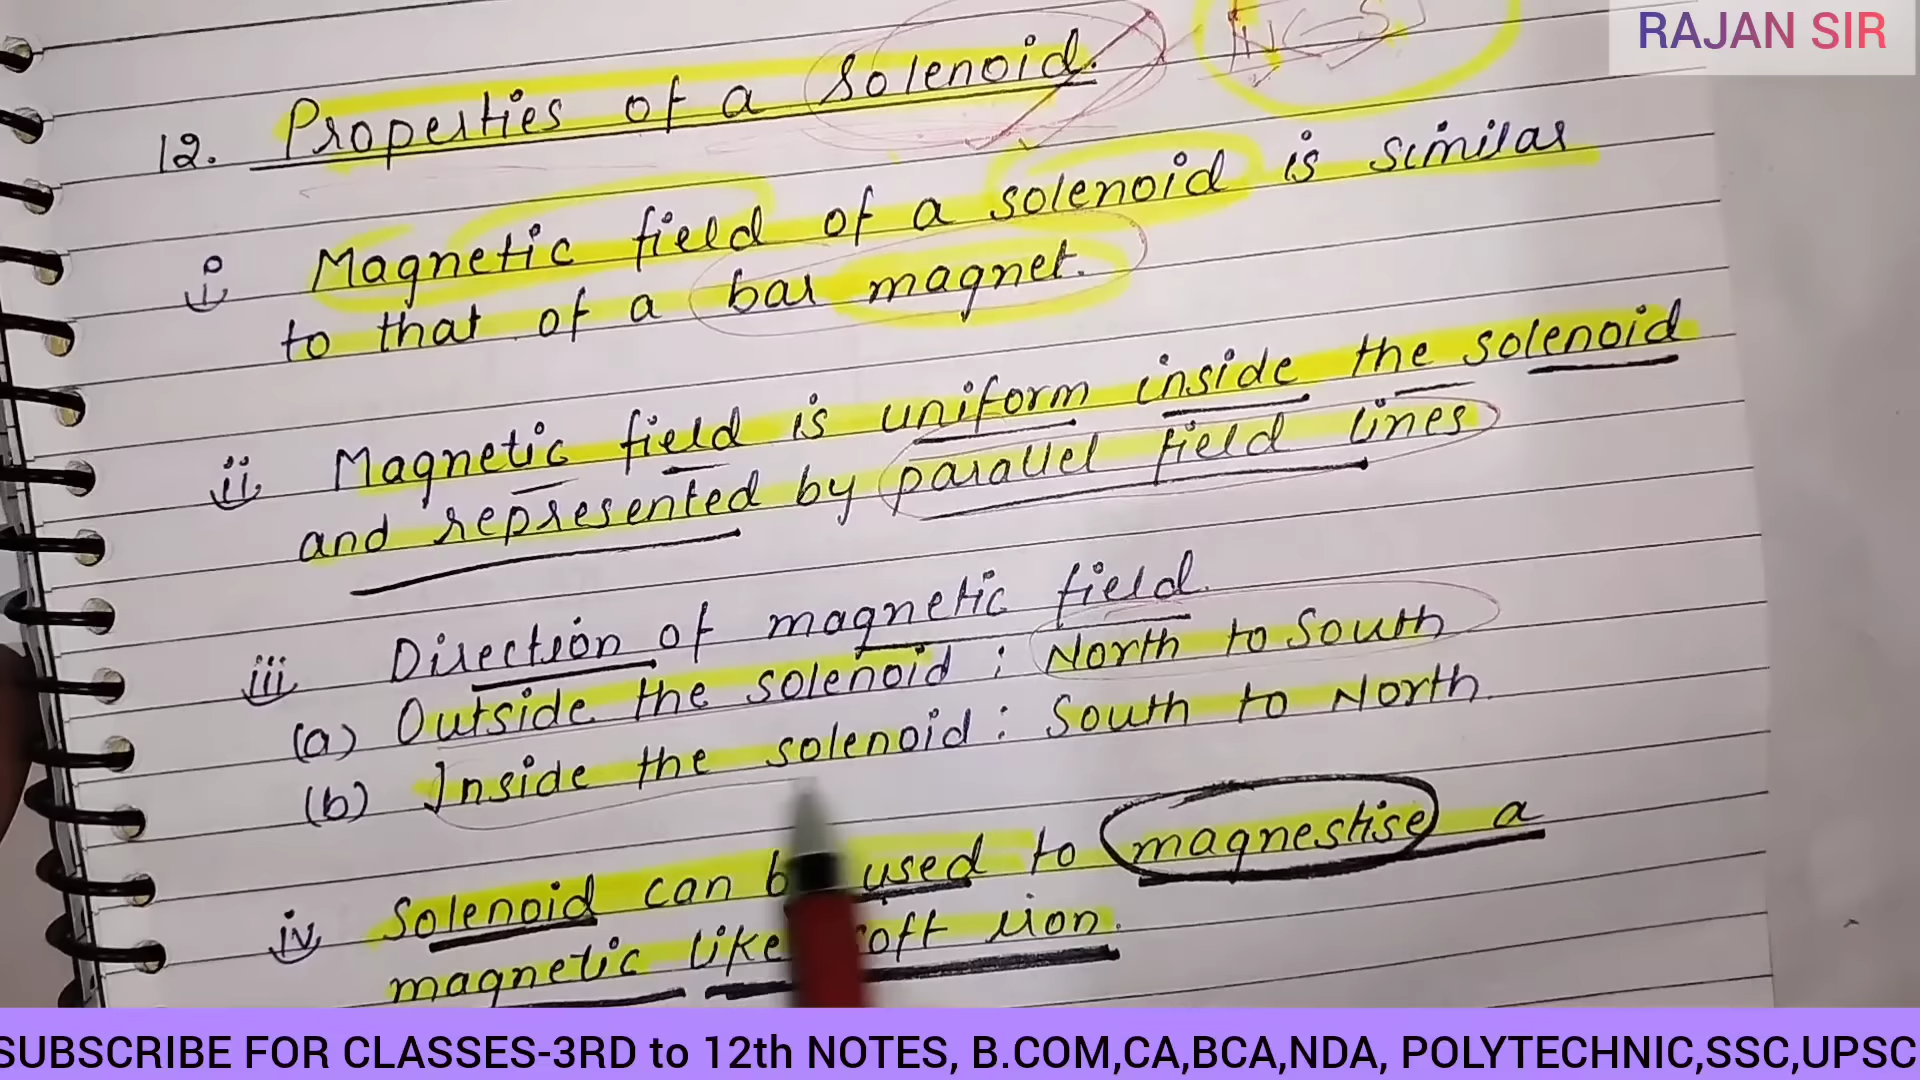 RAJAN SIR
12. Properties of a Solenoid.
i Magnetic field of a solenoid is similar
to that of a bar magnet.
ii Magnetic field is uniform inside the solenoid
and represented by parallel field lines
iii Direction of magnetic field.
(a) Outside the solenoid : North to South
(b) Inside the solenoid : South to North.
iv Solenoid can used to magnestise a
magnetic like soft iron.
SUBSCRIBE FOR CLASSES-3RD to 12th NOTES, B.COM,CA,BCA,NDA, POLYTECHNIC,SSC,UPSC